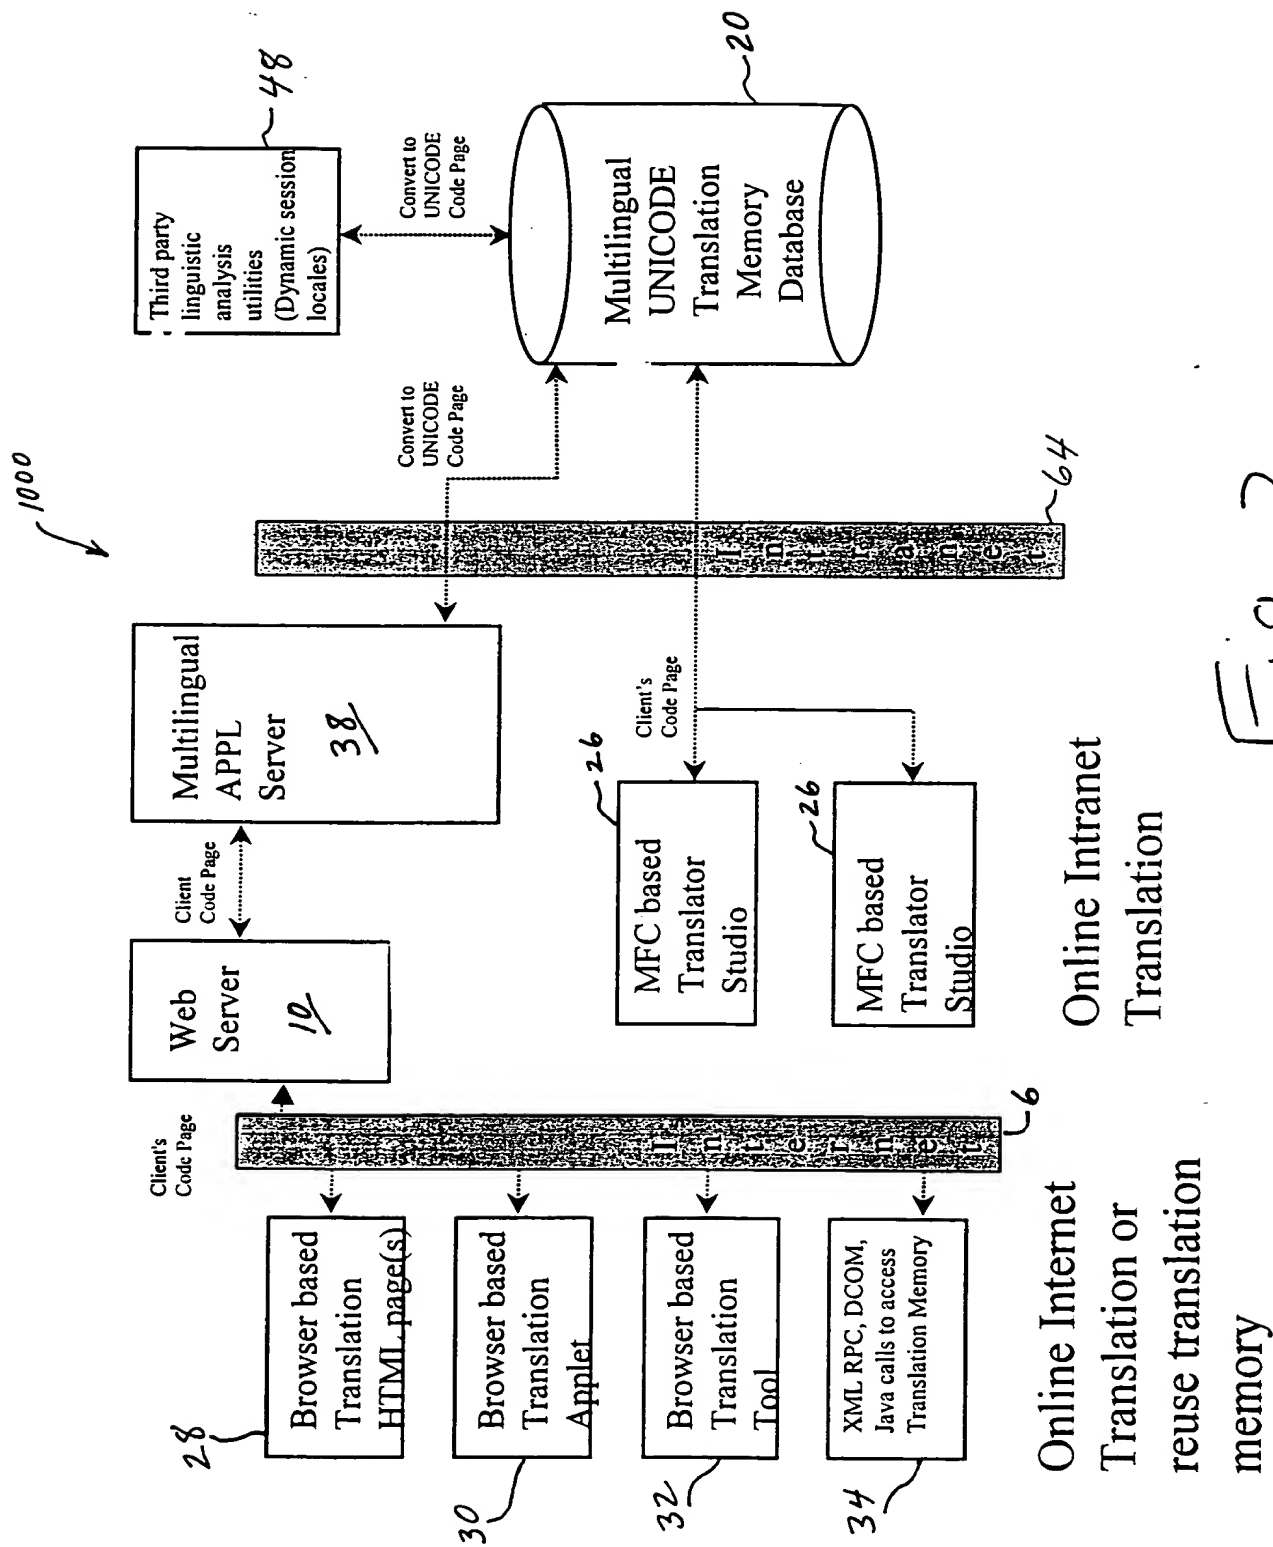 1000
Third party
linguistic
analysis
utilities
(Dynamic session
locales)
48
Convert to
UNICODE
Code Page
Multilingual
UNICODE
Translation
Memory
Database
20
Convert to
UNICODE
Code Page
Intranet
64
Multilingual
APPL
Server
38
Client
Code Page
Web
Server
10
Client's
Code Page
MFC based
Translator
Studio
26
MFC based
Translator
Studio
26
Online Intranet
Translation
Client's
Code Page
Internet
6
Browser based
Translation
HTML page(s)
28
Browser based
Translation
Applet
30
Browser based
Translation
Tool
32
XML RPC, DCOM,
Java calls to access
Translation Memory
34
Online Internet
Translation or
reuse translation
memory